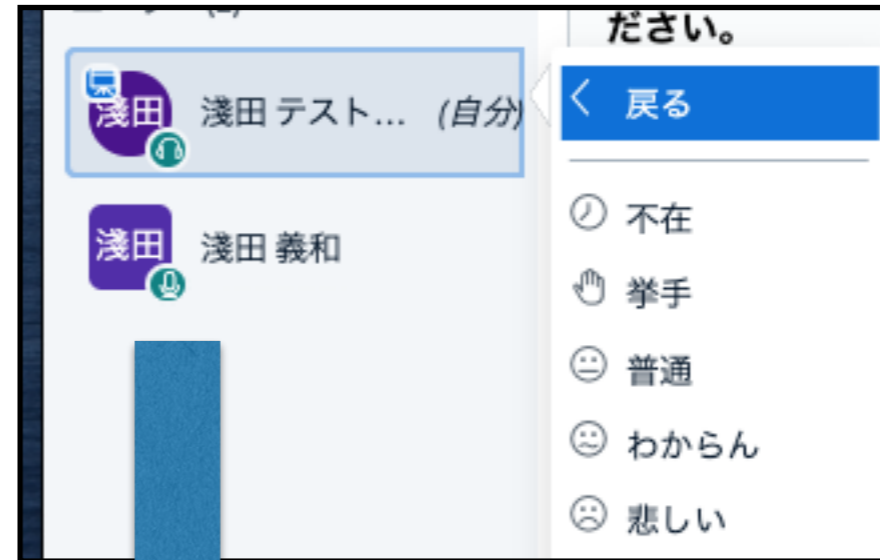 ださい。
淺田
淺田 テスト... (自分)
戻る
淺田
淺田 義和
不在
挙手
普通
わからん
悲しい